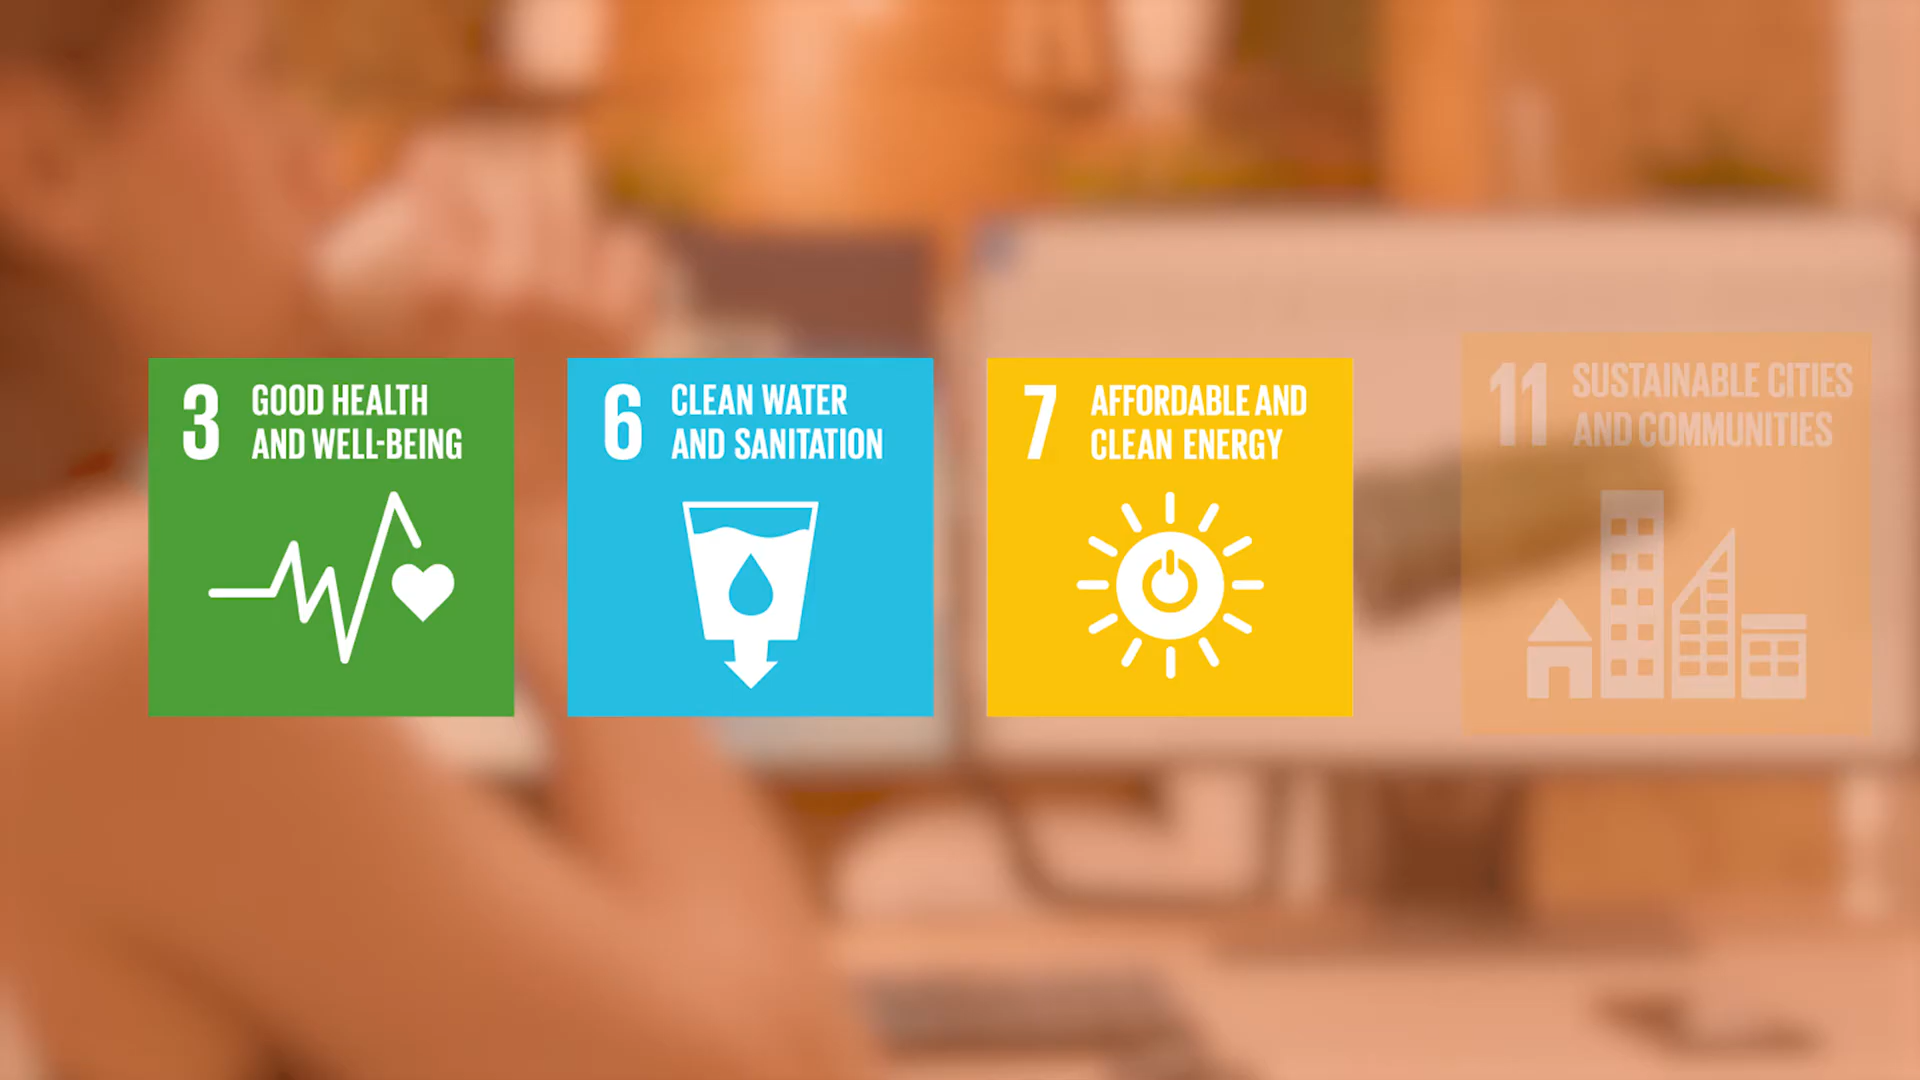 3 GOOD HEALTH
AND WELL-BEING
6 CLEAN WATER
AND SANITATION
7 AFFORDABLE AND
CLEAN ENERGY
11 SUSTAINABLE CITIES
AND COMMUNITIES